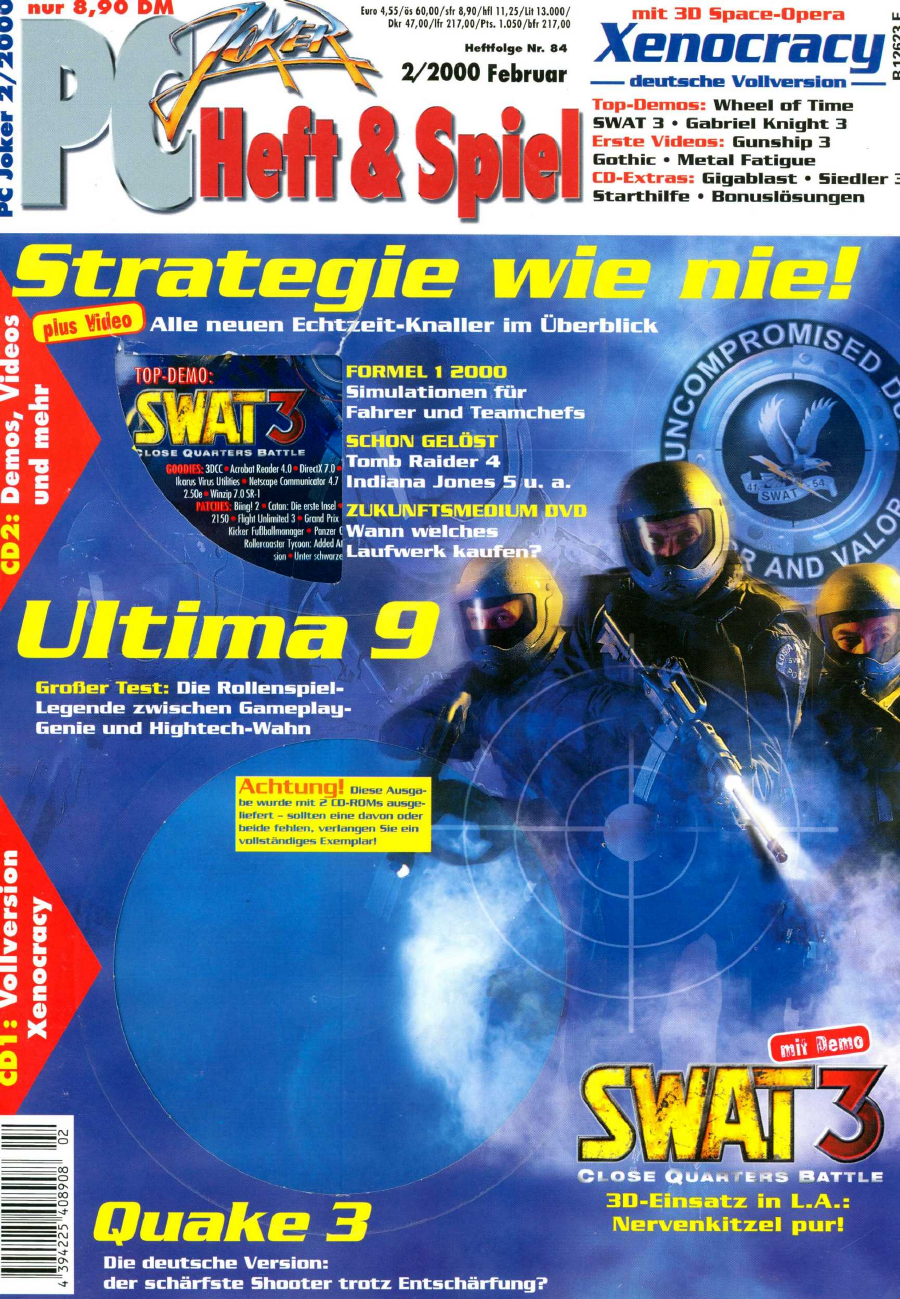 nur 8,90 DM
PC JOKER
Heft & Spiel
Euro 4,55/ös 60,00/sfr 8,90/hfl 11,25/Lit 13.000/
Dkr 47,00/lfr 217,00/Pts. 1.050/bfr 217,00
Heftfolge Nr. 84
2/2000 Februar
mit 3D Space-Opera
Xenocracy
deutsche Vollversion
Top-Demos: Wheel of Time
SWAT 3 • Gabriel Knight 3
Erste Videos: Gunship 3
Gothic • Metal Fatigue
CD-Extras: Gigablast • Siedler 3
Starthilfe • Bonuslösungen
B 12623 E
PC Joker 2/2000
Strategie wie nie!
plus Video
Alle neuen Echtzeit-Knaller im Überblick
CD2: Demos, Videos
und mehr
TOP-DEMO:
SWAT 3
CLOSE QUARTERS BATTLE
GOODIES: 3DCC • Acrobat Reader 4.0 • DirectX 7.0 •
Ikarus Virus Utilities • Netscape Communicator 4.7
2.50e • Winzip 7.0 SR-1
PATCHES: Biing! 2 • Catan: Die erste Insel •
2150 • Flight Unlimited 3 • Grand Prix
Kicker Fußballmanager • Panzer
Rollercoaster Tycoon: Added
sion • Unter schwarze
FORMEL 1 2000
Simulationen für
Fahrer und Teamchefs
SCHON GELÖST
Tomb Raider 4
Indiana Jones 5 u. a.
ZUKUNFTSMEDIUM DVD
Wann welches
Laufwerk kaufen?
UNCOMPROMISED
AND VALOR
41 54
SWAT
Ultima 9
Großer Test: Die Rollenspiel-
Legende zwischen Gameplay-
Genie und Hightech-Wahn
Achtung! Diese Ausga-
be wurde mit 2 CD-ROMs ausge-
liefert – sollten eine davon oder
beide fehlen, verlangen Sie ein
vollständiges Exemplar!
CD1: Vollversion
Xenocracy
mit Demo
SWAT 3
CLOSE QUARTERS BATTLE
3D-Einsatz in L.A.:
Nervenkitzel pur!
Quake 3
Die deutsche Version:
der schärfste Shooter trotz Entschärfung?
4 394225 408908 02